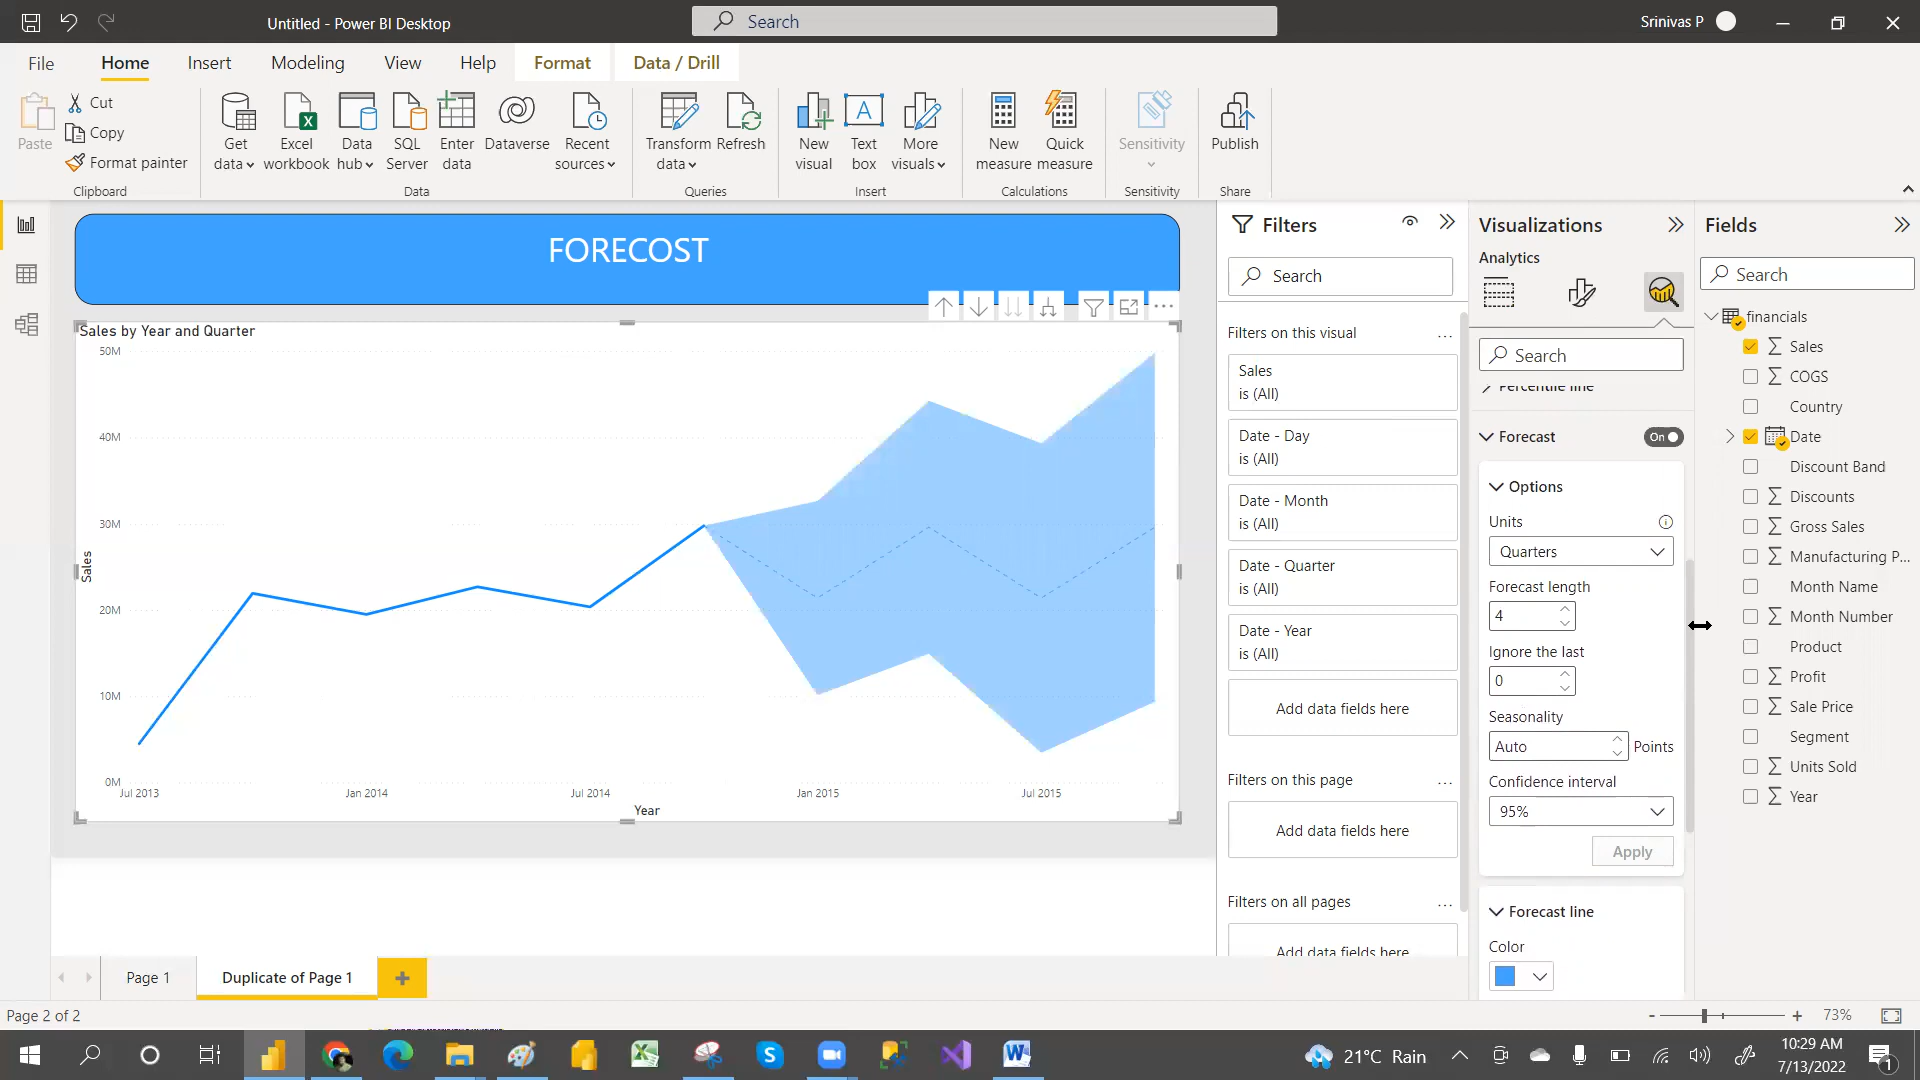 Untitled - Power BI Desktop
Search
Srinivas P
File
Home
Insert
Modeling
View
Help
Format
Data / Drill
Paste
Cut
Copy
Format painter
Clipboard
Get
data
Excel
workbook
Data
hub
SQL
Server
Enter
data
Dataverse
Recent
sources
Data
Transform
data
Refresh
Queries
New
visual
A
Text
box
More
visuals
Insert
New
measure
Quick
measure
Calculations
Sensitivity
Sensitivity
Publish
Share
FORECOST
Sales by Year and Quarter
50M
40M
30M
20M
10M
0M
Sales
Jul 2013
Jan 2014
Jul 2014
Jan 2015
Jul 2015
Year
Filters
Search
Filters on this visual
...
Sales
is (All)
Date - Day
is (All)
Date - Month
is (All)
Date - Quarter
is (All)
Date - Year
is (All)
Add data fields here
Filters on this page
...
Add data fields here
Filters on all pages
...
Add data fields here
Visualizations
Analytics
Search
Percentile line
Forecast
On
Options
Units
Quarters
Forecast length
4
Ignore the last
0
Seasonality
Auto
Points
Confidence interval
95%
Apply
Forecast line
Color
Fields
Search
financials
Sales
COGS
Country
Date
Discount Band
Discounts
Gross Sales
Manufacturing P...
Month Name
Month Number
Product
Profit
Sale Price
Segment
Units Sold
Year
Page 1
Duplicate of Page 1
Page 2 of 2
73%
21°C Rain
10:29 AM
7/13/2022
1